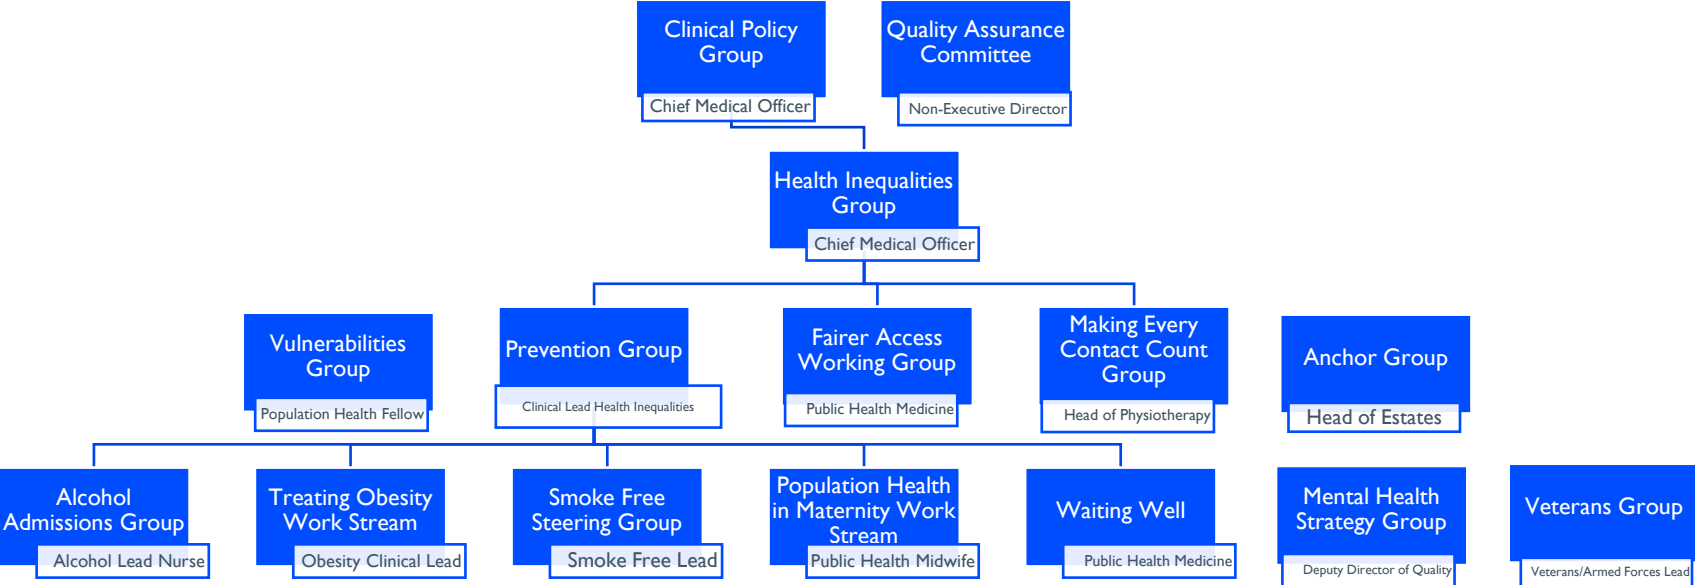 Clinical Policy
Group
Chief Medical Officer
Quality Assurance
Committee
Non-Executive Director
Health Inequalities
Group
Chief Medical Officer
Vulnerabilities
Group
Population Health Fellow
Prevention Group
Clinical Lead Health Inequalities
Fairer Access
Working Group
Public Health Medicine
Making Every
Contact Count
Group
Head of Physiotherapy
Anchor Group
Head of Estates
Alcohol
Admissions Group
Alcohol Lead Nurse
Treating Obesity
Work Stream
Obesity Clinical Lead
Smoke Free
Steering Group
Smoke Free Lead
Population Health
in Maternity Work
Stream
Public Health Midwife
Waiting Well
Public Health Medicine
Mental Health
Strategy Group
Deputy Director of Quality
Veterans Group
Veterans/Armed Forces Lead